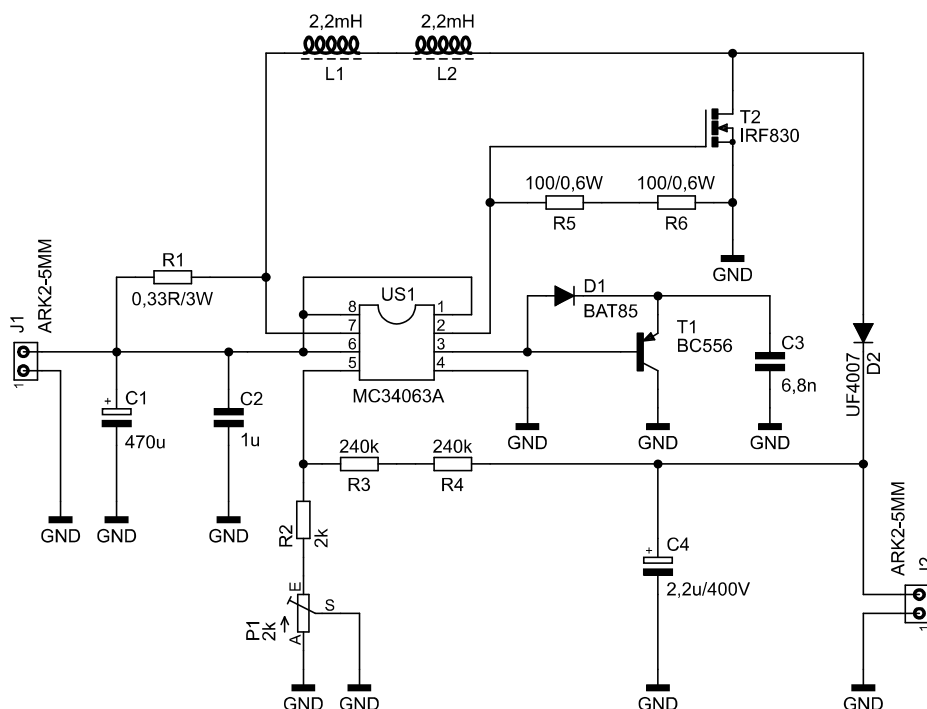 2,2mH 2,2mH
L1 L2
T2
IRF830
100/0,6W 100/0,6W
R5 R6
GND
ARK2-5MM
J1
R1
0,33R/3W
US1
8 1
7 2
6 3
5 4
MC34063A
D1
BAT85
T1
BC556
C3
6,8n
UF4007
D2
1
+
C1
470u
C2
1u
GND
GND
GND
240k 240k
R3 R4
GND
GND
GND
R2
2k
+
C4
2,2u/400V
ARK2-5MM
J2
1
E
S
P1
2k
A
GND
GND
GND
GND